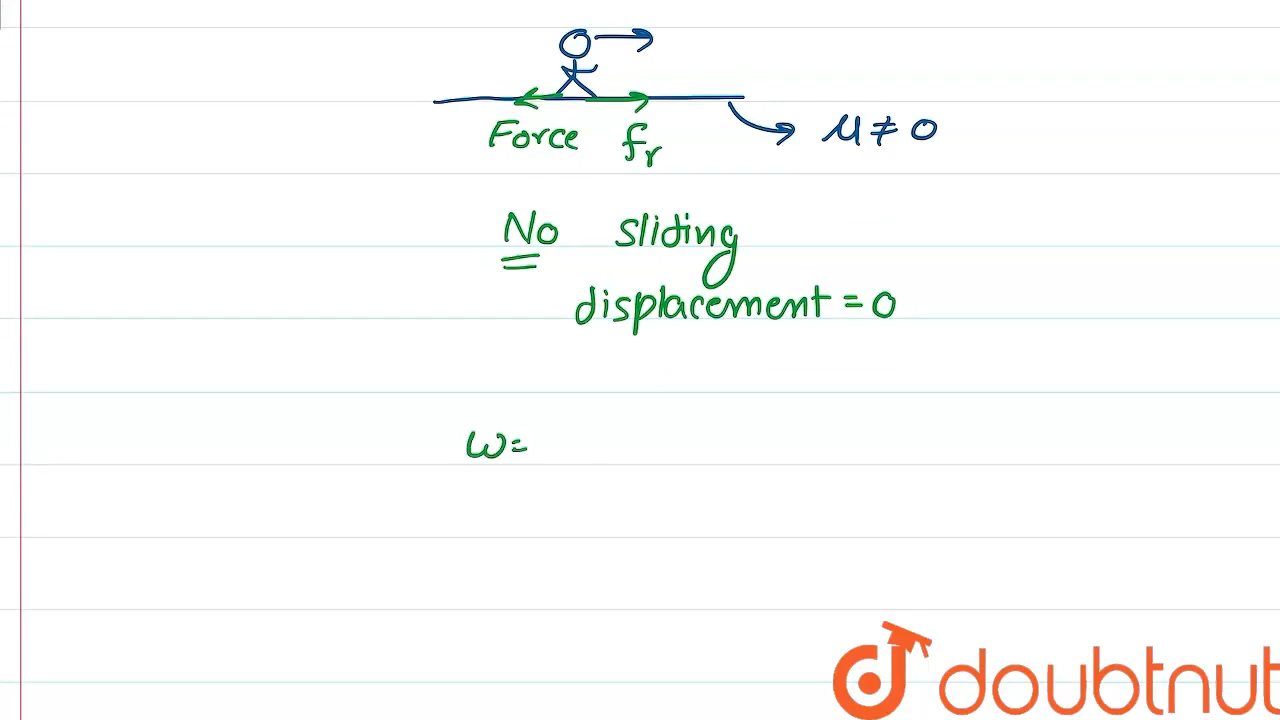 μ ≠ 0
Force fr
No sliding
displacement = 0
ω=
doubtnut